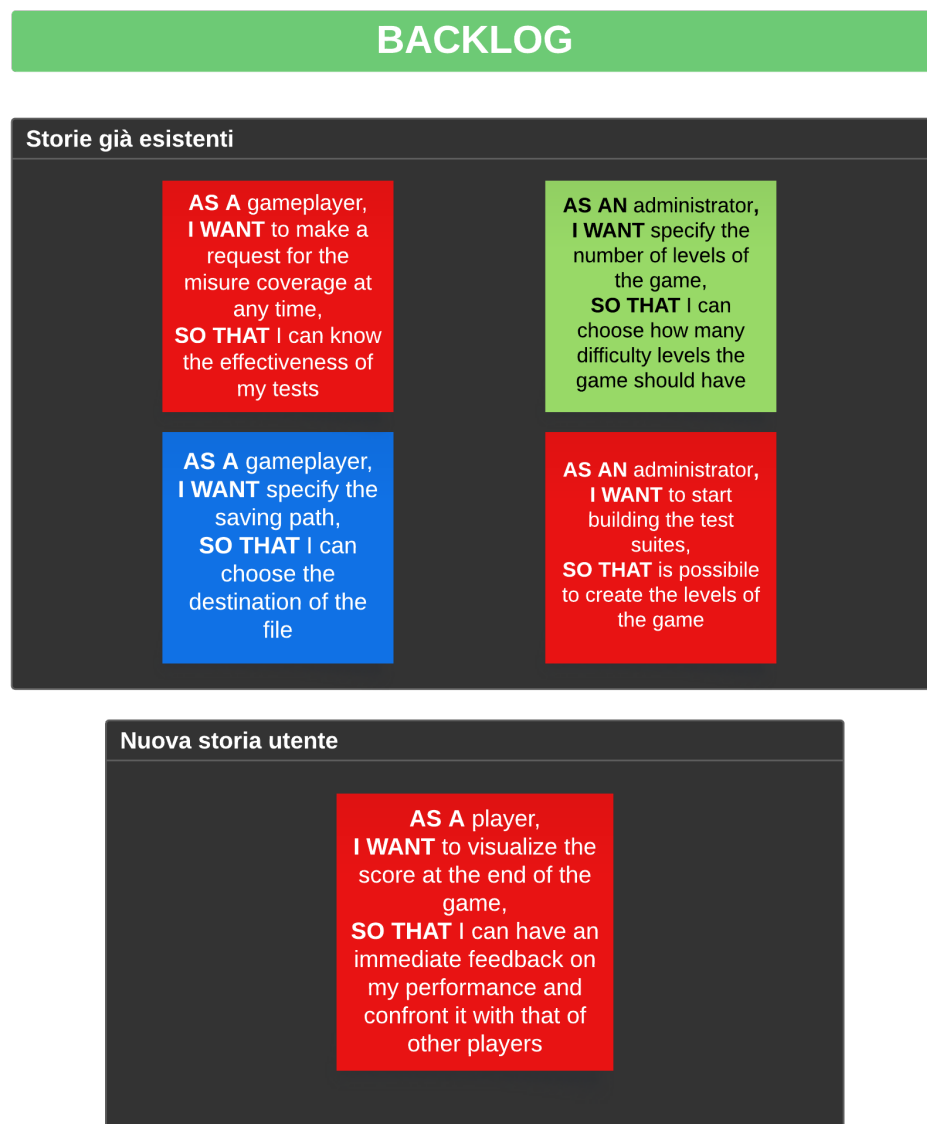 BACKLOG
Storie già esistenti
AS A gameplayer,
I WANT to make a
request for the
misure coverage at
any time,
SO THAT I can know
the effectiveness of
my tests
AS AN administrator,
I WANT specify the
number of levels of
the game,
SO THAT I can
choose how many
difficulty levels the
game should have
AS A gameplayer,
I WANT specify the
saving path,
SO THAT I can
choose the
destination of the
file
AS AN administrator,
I WANT to start
building the test
suites,
SO THAT is possibile
to create the levels of
the game
Nuova storia utente
AS A player,
I WANT to visualize the
score at the end of the
game,
SO THAT I can have an
immediate feedback on
my performance and
confront it with that of
other players